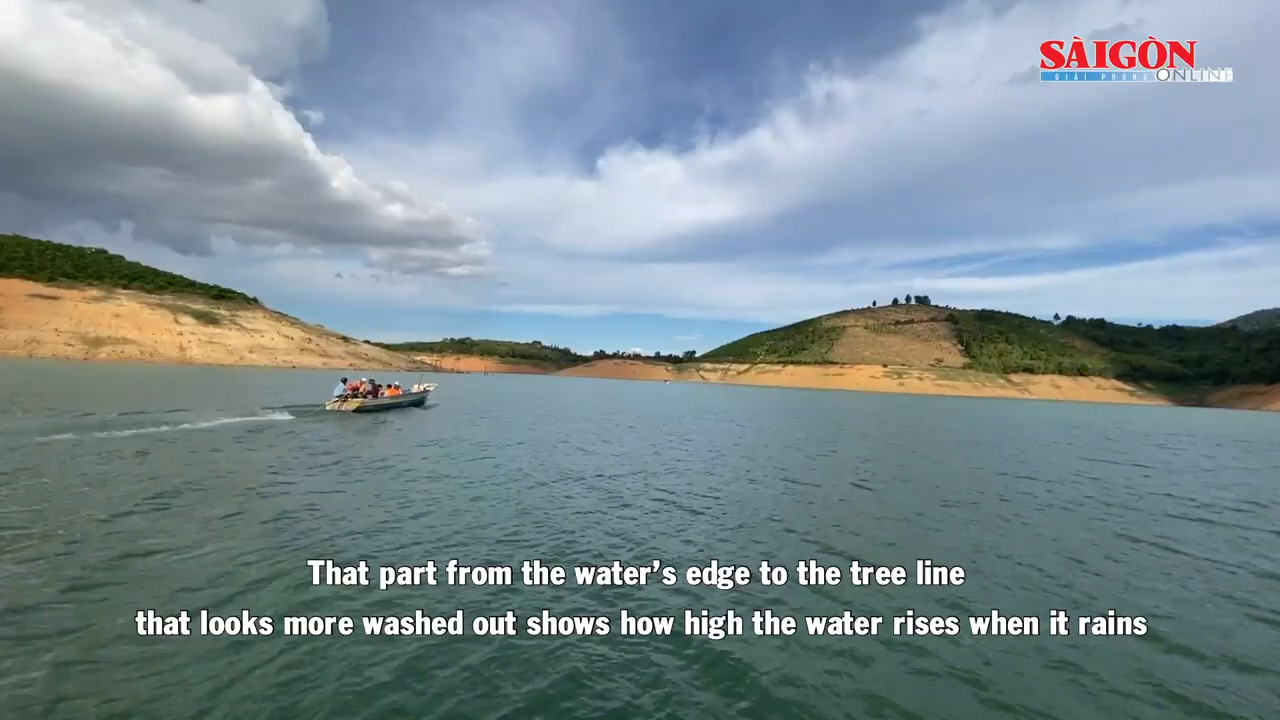 SÀIGÒN
GIẢI PHÓNG ONLINE
That part from the water's edge to the tree line
that looks more washed out shows how high the water rises when it rains